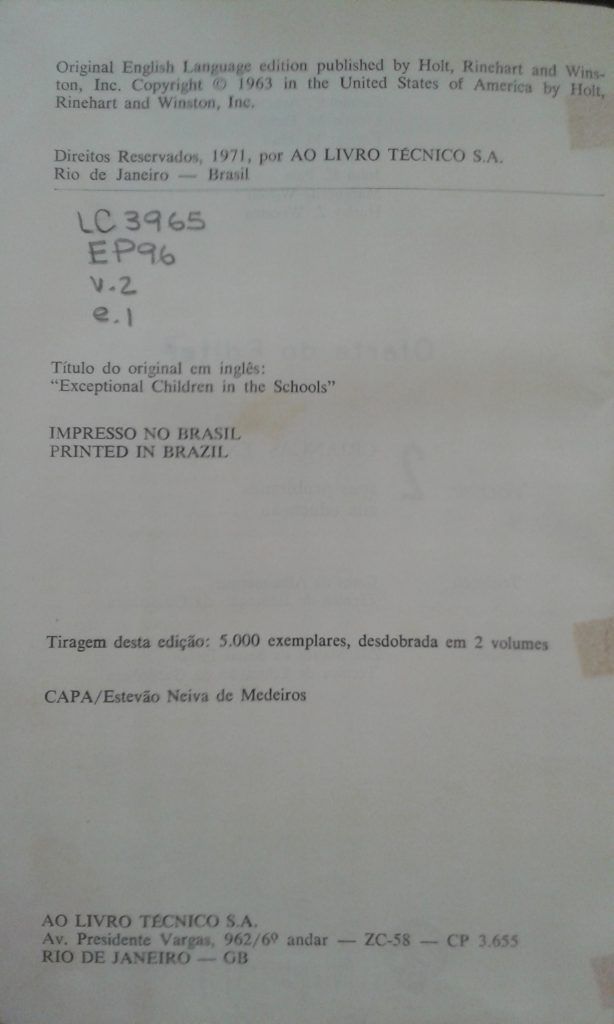 Original English Language edition published by Holt, Rinehart and Wins-
ton, Inc. Copyright © 1963 in the United States of America by Holt,
Rinehart and Winston, Inc.
Direitos Reservados, 1971, por AO LIVRO TÉCNICO S.A.
Rio de Janeiro — Brasil
LC 3965
EP96
v.2
e.1
Título do original em inglês:
“Exceptional Children in the Schools”
IMPRESSO NO BRASIL
PRINTED IN BRAZIL
Tiragem desta edição: 5.000 exemplares, desdobrada em 2 volumes
CAPA/Estevão Neiva de Medeiros
AO LIVRO TÉCNICO S.A.
Av. Presidente Vargas, 962/6º andar — ZC-58 — CP 3.655
RIO DE JANEIRO — GB